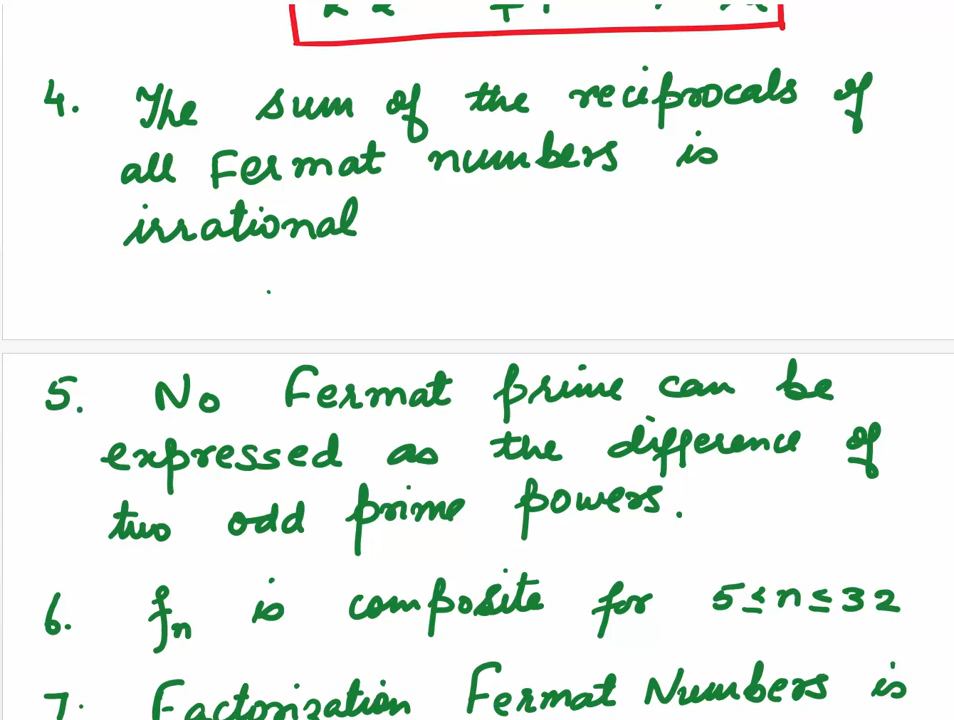 4. The sum of the reciprocals of
all Fermat numbers is
irrational
5. No Fermat prime can be
expressed as the difference of
two odd prime powers.
6. fn is composite for 5 ≤ n ≤ 32
7. Factorization Fermat Numbers is